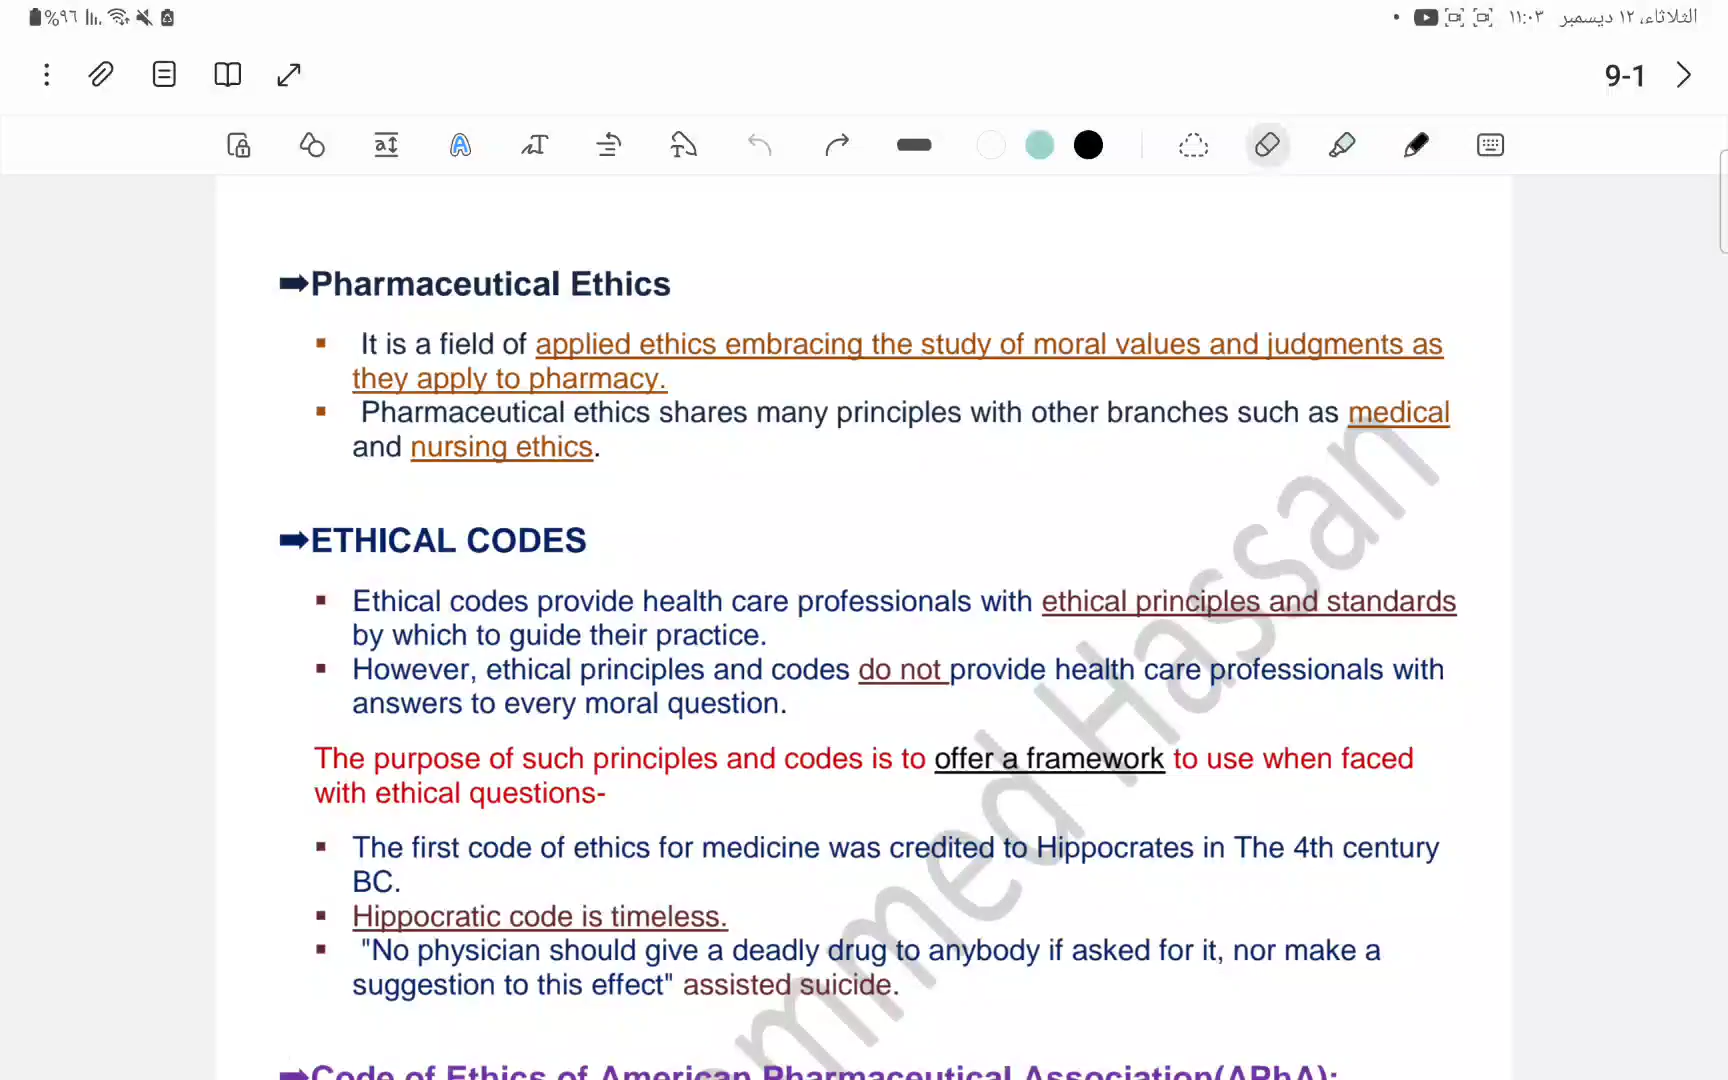 %٩٦
الثلاثاء، ١٢ ديسمبر ١١:٠٣
9-1
➡Pharmaceutical Ethics
▪ It is a field of applied ethics embracing the study of moral values and judgments as
they apply to pharmacy.
▪ Pharmaceutical ethics shares many principles with other branches such as medical
and nursing ethics.
➡ETHICAL CODES
▪ Ethical codes provide health care professionals with ethical principles and standards
by which to guide their practice.
▪ However, ethical principles and codes do not provide health care professionals with
answers to every moral question.
The purpose of such principles and codes is to offer a framework to use when faced
with ethical questions-
▪ The first code of ethics for medicine was credited to Hippocrates in The 4th century
BC.
▪ Hippocratic code is timeless.
▪ "No physician should give a deadly drug to anybody if asked for it, nor make a
suggestion to this effect" assisted suicide.
➡Code of Ethics of American Pharmaceutical Association(APhA):
mmed Hassan